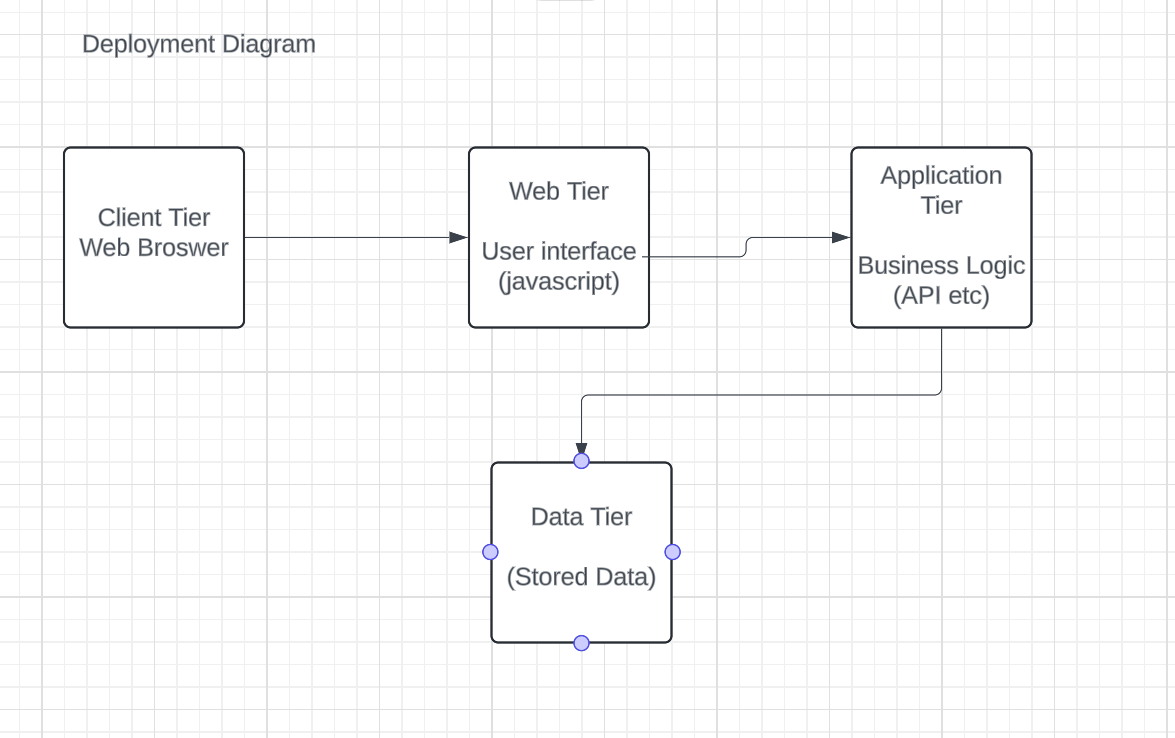 Deployment Diagram
Client Tier
Web Broswer
Web Tier
User interface
(javascript)
Application
Tier
Business Logic
(API etc)
Data Tier
(Stored Data)